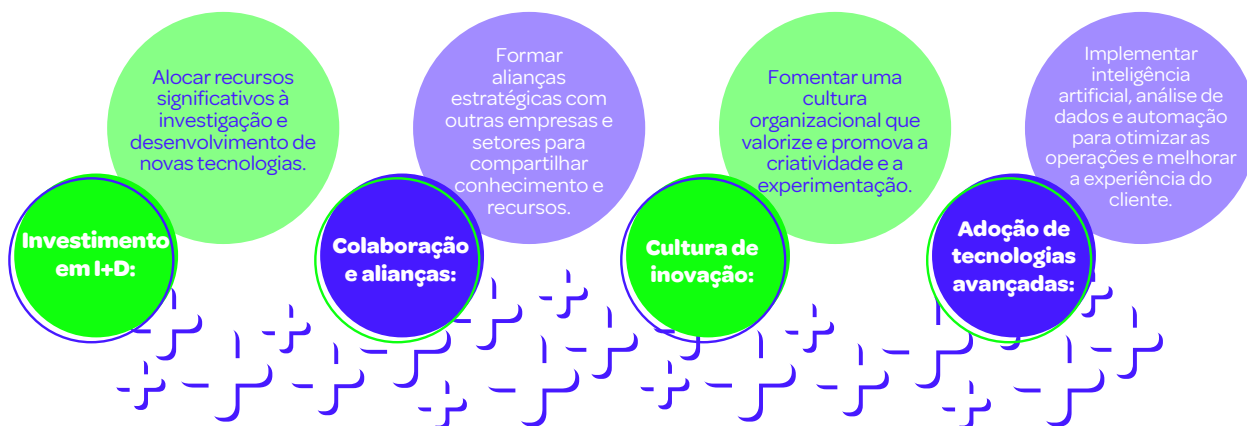 Alocar recursos
significativos à
investigação e
desenvolvimento de
novas tecnologias.
Investimento
em I+D:
Formar
alianças
estratégicas com
outras empresas e
setores para
compartilhar
conhecimento e
recursos.
Colaboração
e alianças:
Fomentar uma
cultura
organizacional que
valorize e promova a
criatividade e a
experimentação.
Cultura de
inovação:
Implementar
inteligência
artificial, análise de
dados e automação
para otimizar as
operações e melhorar
a experiência do
cliente.
Adoção de
tecnologias
avançadas: